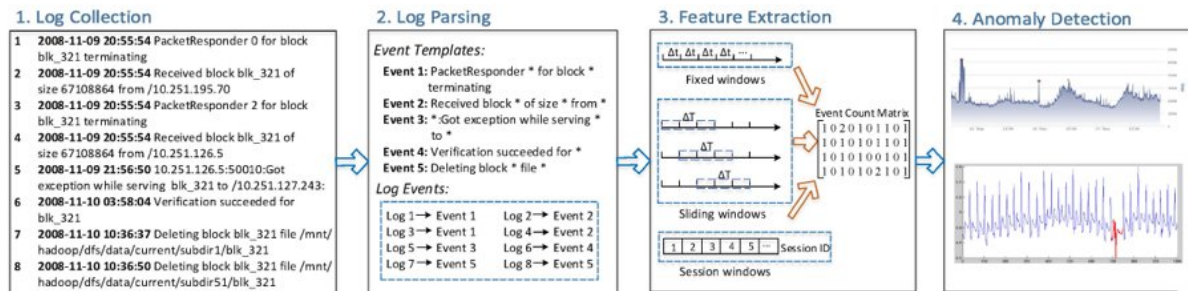 1. Log Collection
1 2008-11-09 20:55:54 PacketResponder 0 for block
blk_321 terminating
2 2008-11-09 20:55:54 Received block blk_321 of
size 67108864 from /10.251.195.70
3 2008-11-09 20:55:54 PacketResponder 2 for block
blk_321 terminating
4 2008-11-09 20:55:54 Received block blk_321 of
size 67108864 from /10.251.126.5
5 2008-11-09 21:56:50 10.251.126.5:50010:Got
exception while serving blk_321 to /10.251.127.243:
6 2008-11-10 03:58:04 Verification succeeded for
blk_321
7 2008-11-10 10:36:37 Deleting block blk_321 file /mnt/
hadoop/dfs/data/current/subdir1/blk_321
8 2008-11-10 10:36:50 Deleting block blk_321 file /mnt/
hadoop/dfs/data/current/subdir51/blk_321
2. Log Parsing
Event Templates:
Event 1: PacketResponder * for block *
terminating
Event 2: Received block * of size * from *
Event 3: *:Got exception while serving *
to *
Event 4: Verification succeeded for *
Event 5: Deleting block * file *
Log Events:
Log 1→ Event 1 Log 2→ Event 2
Log 3→ Event 1 Log 4→ Event 2
Log 5→ Event 3 Log 6→ Event 4
Log 7→ Event 5 Log 8→ Event 5
3. Feature Extraction
Δt Δt Δt Δt ...
Fixed windows
ΔT
ΔT
ΔT
Sliding windows
1 2 3 4 5 ... Session ID
Session windows
Event Count Matrix
1 0 2 0 1 0 1 1 0 1
1 0 1 0 1 0 1 1 0 1
1 0 1 0 1 0 0 1 0 1
1 0 1 0 1 0 2 1 0 1
4. Anomaly Detection